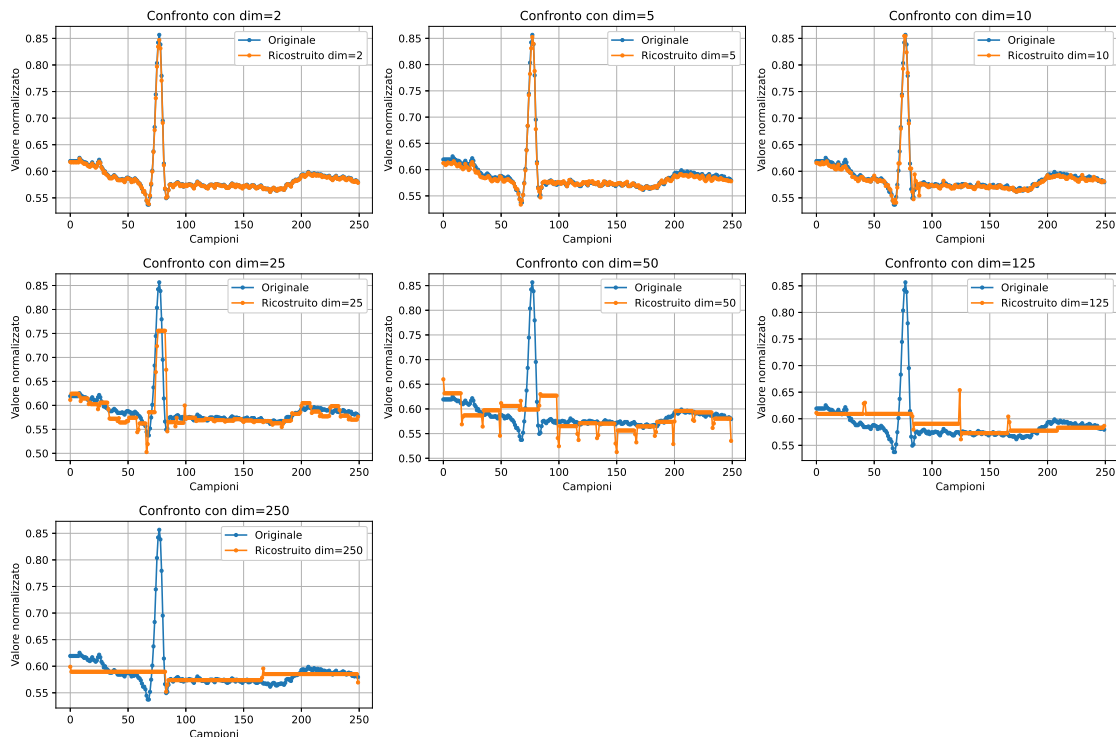 Confronto con dim=2
Valore normalizzato
0.85
0.80
0.75
0.70
0.65
0.60
0.55
Originale
Ricostruito dim=2
0 50 100 150 200 250
Campioni
Confronto con dim=5
Valore normalizzato
0.85
0.80
0.75
0.70
0.65
0.60
0.55
Originale
Ricostruito dim=5
0 50 100 150 200 250
Campioni
Confronto con dim=10
Valore normalizzato
0.85
0.80
0.75
0.70
0.65
0.60
0.55
Originale
Ricostruito dim=10
0 50 100 150 200 250
Campioni
Confronto con dim=25
Valore normalizzato
0.85
0.80
0.75
0.70
0.65
0.60
0.55
0.50
Originale
Ricostruito dim=25
0 50 100 150 200 250
Campioni
Confronto con dim=50
Valore normalizzato
0.85
0.80
0.75
0.70
0.65
0.60
0.55
0.50
Originale
Ricostruito dim=50
0 50 100 150 200 250
Campioni
Confronto con dim=125
Valore normalizzato
0.85
0.80
0.75
0.70
0.65
0.60
0.55
Originale
Ricostruito dim=125
0 50 100 150 200 250
Campioni
Confronto con dim=250
Valore normalizzato
0.85
0.80
0.75
0.70
0.65
0.60
0.55
Originale
Ricostruito dim=250
0 50 100 150 200 250
Campioni